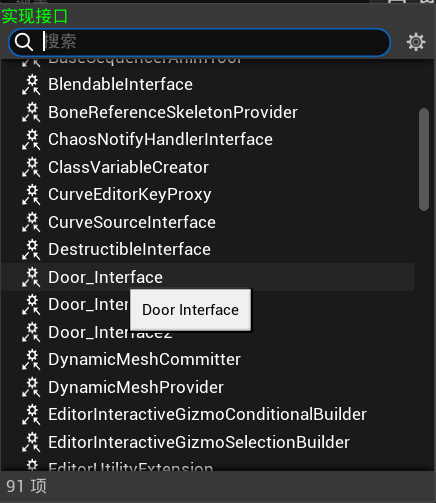 实现接口
搜索
BlendableInterface
BoneReferenceSkeletonProvider
ChaosNotifyHandlerInterface
ClassVariableCreator
CurveEditorKeyProxy
CurveSourceInterface
DestructibleInterface
Door_Interface
Door_Inter
Door Interface
Door_Interface2
DynamicMeshCommitter
DynamicMeshProvider
EditorInteractiveGizmoConditionalBuilder
EditorInteractiveGizmoSelectionBuilder
EditorUtilityExtension
91 项